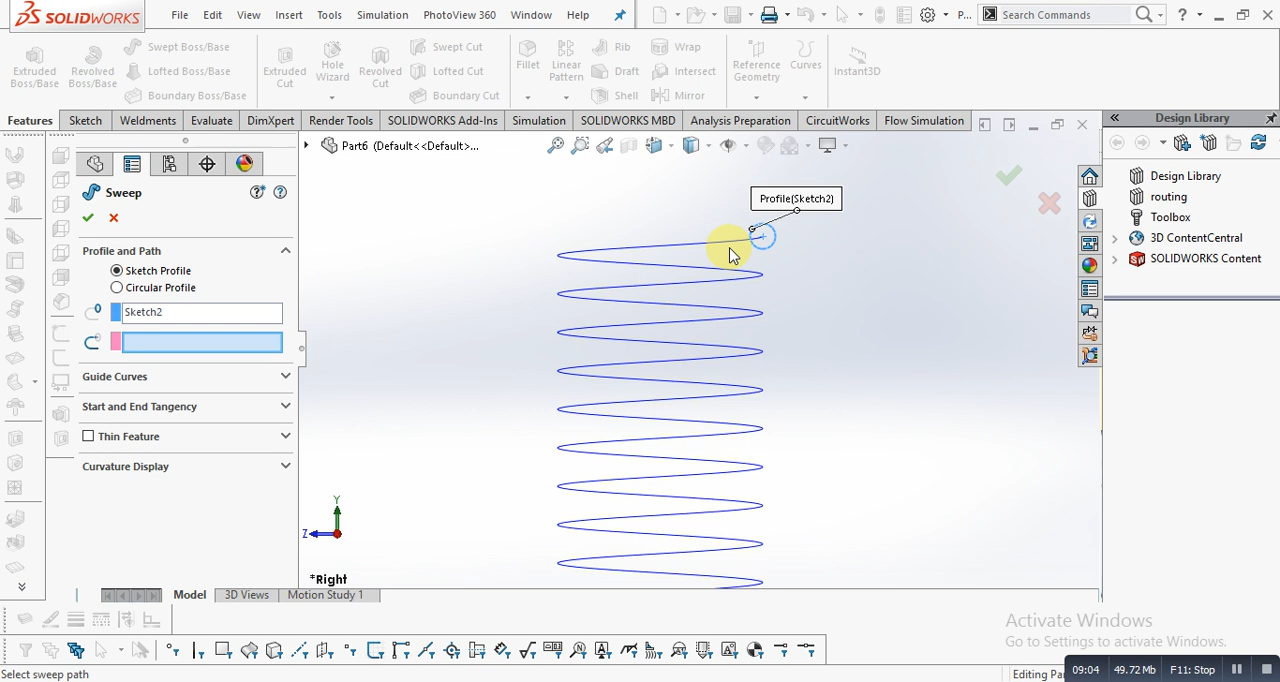 SOLIDWORKS
File Edit View Insert Tools Simulation PhotoView 360 Window Help
P... Search Commands
Extruded Boss/Base
Revolved Boss/Base
Swept Boss/Base
Lofted Boss/Base
Boundary Boss/Base
Extruded Cut
Hole Wizard
Revolved Cut
Swept Cut
Lofted Cut
Boundary Cut
Fillet
Linear Pattern
Rib
Draft
Shell
Wrap
Intersect
Mirror
Reference Geometry
Curves
Instant3D
Features Sketch Weldments Evaluate DimXpert Render Tools SOLIDWORKS Add-Ins Simulation SOLIDWORKS MBD Analysis Preparation CircuitWorks Flow Simulation
Design Library
Part6 (Default<<Default>...
Sweep
Profile and Path
Sketch Profile
Circular Profile
Sketch2
Guide Curves
Start and End Tangency
Thin Feature
Curvature Display
Profile(Sketch2)
Design Library
routing
Toolbox
3D ContentCentral
SOLIDWORKS Content
Y
Z
*Right
Model 3D Views Motion Study 1
Activate Windows
Go to Settings to activate Windows.
Select sweep path
Editing Pa
09:04 49.72 Mb F11: Stop